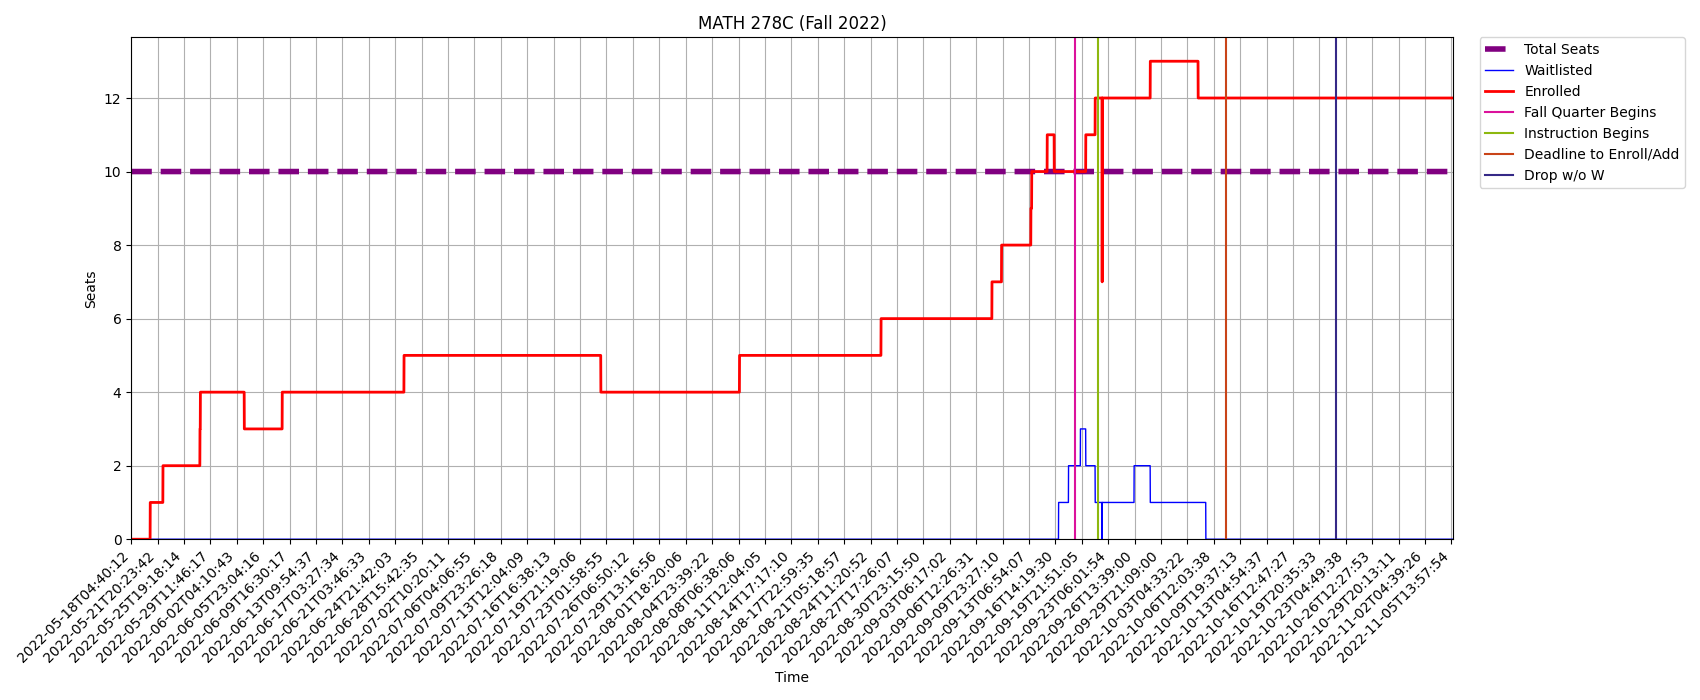 MATH 278C (Fall 2022)
Total Seats
Waitlisted
Enrolled
Fall Quarter Begins
Instruction Begins
Deadline to Enroll/Add
Drop w/o W
Seats
12
10
8
6
4
2
0
2022-05-18T04:40:12
2022-05-21T20:23:42
2022-05-25T19:18:14
2022-05-29T11:46:17
2022-06-02T04:10:43
2022-06-05T23:04:16
2022-06-09T16:30:17
2022-06-13T09:54:37
2022-06-17T03:27:34
2022-06-21T03:46:33
2022-06-24T21:42:03
2022-06-28T15:42:35
2022-07-02T10:20:11
2022-07-06T04:06:55
2022-07-09T23:26:18
2022-07-13T12:04:09
2022-07-16T16:38:13
2022-07-19T21:19:06
2022-07-23T01:58:55
2022-07-26T06:50:12
2022-07-29T13:16:56
2022-08-01T18:20:06
2022-08-04T23:39:22
2022-08-08T06:38:06
2022-08-11T12:04:05
2022-08-14T17:17:10
2022-08-17T22:59:35
2022-08-21T05:18:57
2022-08-24T11:20:52
2022-08-27T17:26:07
2022-08-30T23:15:50
2022-09-03T06:17:02
2022-09-06T12:26:31
2022-09-09T23:27:10
2022-09-13T06:54:07
2022-09-16T14:19:30
2022-09-19T21:51:05
2022-09-23T06:01:54
2022-09-26T13:39:00
2022-09-29T21:09:00
2022-10-03T04:33:22
2022-10-06T12:03:38
2022-10-09T19:37:13
2022-10-13T04:54:37
2022-10-16T12:47:27
2022-10-19T20:35:33
2022-10-23T04:49:38
2022-10-26T12:27:53
2022-10-29T20:13:11
2022-11-02T04:39:26
2022-11-05T13:57:54
Time